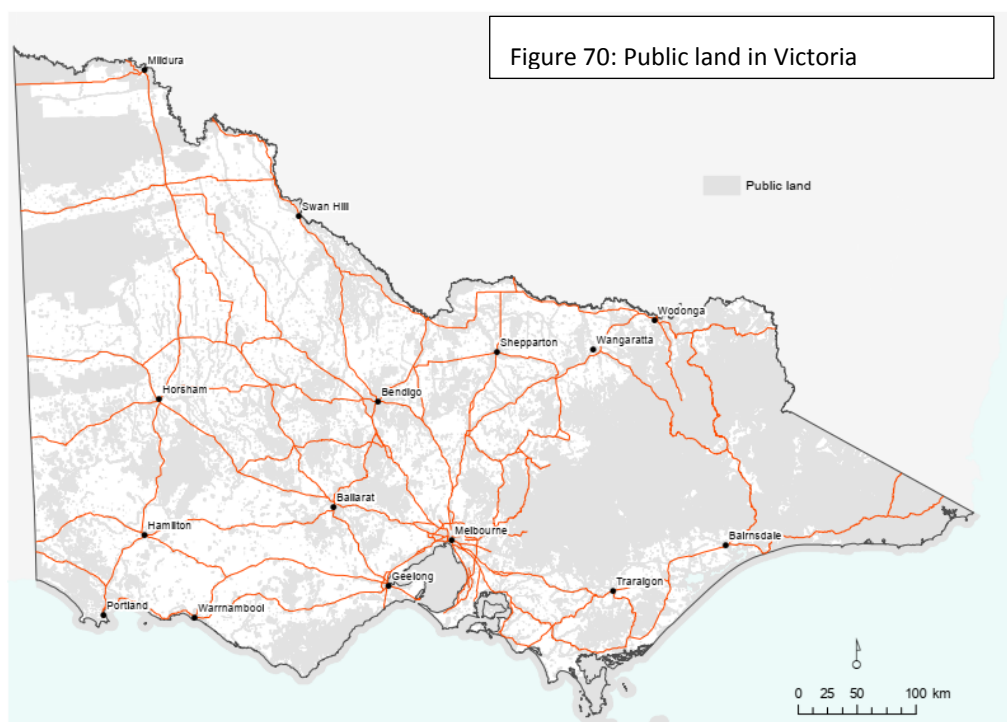 Figure 70: Public land in Victoria
Mildura
Public land
Swan Hill
Wodonga
Shepparton
Wangaratta
Horsham
Bendigo
Ballarat
Hamilton
Melbourne
Bairnsdale
Geelong
Traralgon
Portland
Warrnambool
0 25 50 100 km